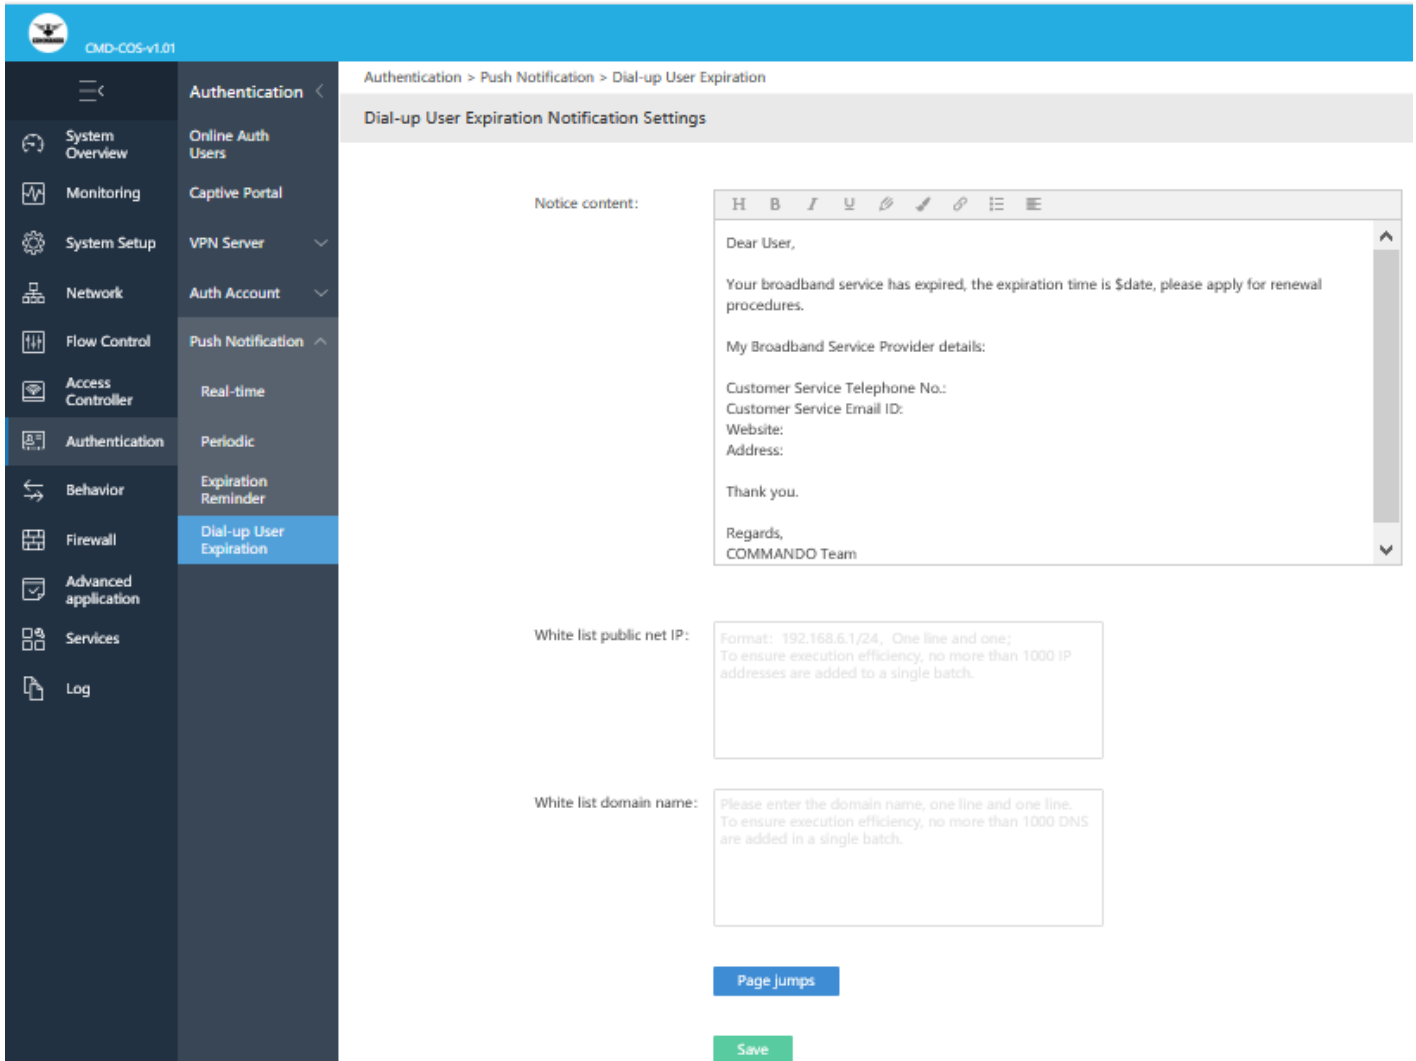 CMD-COS-v1.01
System
Overview
Monitoring
System Setup
Network
Flow Control
Access
Controller
Authentication
Behavior
Firewall
Advanced
application
Services
Log
Authentication
Online Auth
Users
Captive Portal
VPN Server
Auth Account
Push Notification
Real-time
Periodic
Expiration
Reminder
Dial-up User
Expiration
Authentication > Push Notification > Dial-up User Expiration
Dial-up User Expiration Notification Settings
Notice content:
H B I U
Dear User,
Your broadband service has expired, the expiration time is $date, please apply for renewal
procedures.
My Broadband Service Provider details:
Customer Service Telephone No.:
Customer Service Email ID:
Website:
Address:
Thank you.
Regards,
COMMANDO Team
White list public net IP:
Format: 192.168.6.1/24, One line and one;
To ensure execution efficiency, no more than 1000 IP
addresses are added to a single batch.
White list domain name:
Please enter the domain name, one line and one line.
To ensure execution efficiency, no more than 1000 DNS
are added in a single batch.
Page jumps
Save